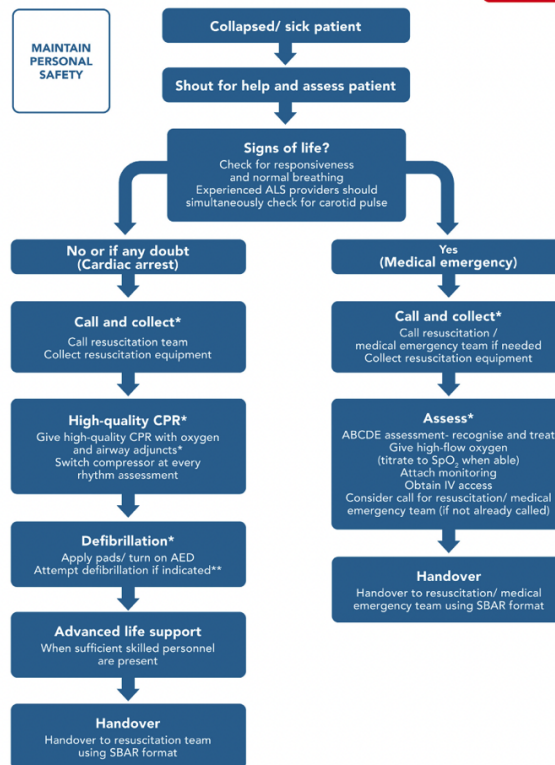 MAINTAIN
PERSONAL
SAFETY
Collapsed/ sick patient
Shout for help and assess patient
Signs of life?
Check for responsiveness
and normal breathing
Experienced ALS providers should
simultaneously check for carotid pulse
No or if any doubt
(Cardiac arrest)
Call and collect*
Call resuscitation team
Collect resuscitation equipment
High-quality CPR*
Give high-quality CPR with oxygen
and airway adjuncts*
Switch compressor at every
rhythm assessment
Defibrillation*
Apply pads/ turn on AED
Attempt defibrillation if indicated**
Advanced life support
When sufficient skilled personnel
are present
Handover
Handover to resuscitation team
using SBAR format
Yes
(Medical emergency)
Call and collect*
Call resuscitation /
medical emergency team if needed
Collect resuscitation equipment
Assess*
ABCDE assessment- recognise and treat
Give high-flow oxygen
(titrate to SpO₂ when able)
Attach monitoring
Obtain IV access
Consider call for resuscitation/ medical
emergency team (if not already called)
Handover
Handover to resuscitation/ medical
emergency team using SBAR format